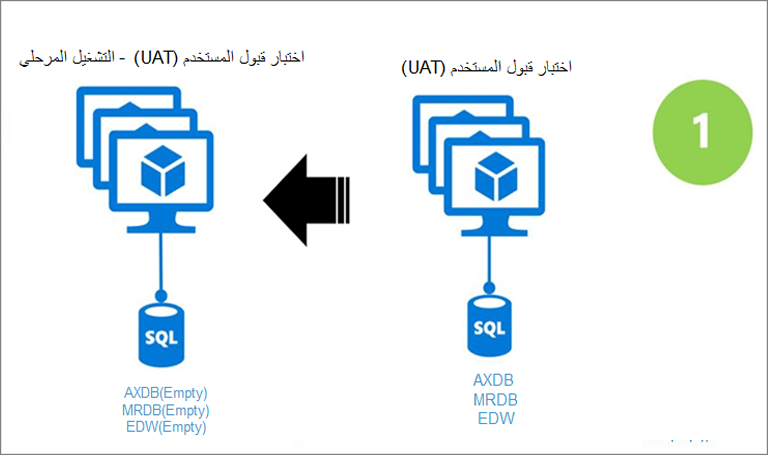 1
اختبار قبول المستخدم (UAT)
SQL
AXDB
MRDB
EDW
اختبار قبول المستخدم (UAT) - التشغيل المرحلي
SQL
AXDB(Empty)
MRDB(Empty)
EDW(Empty)